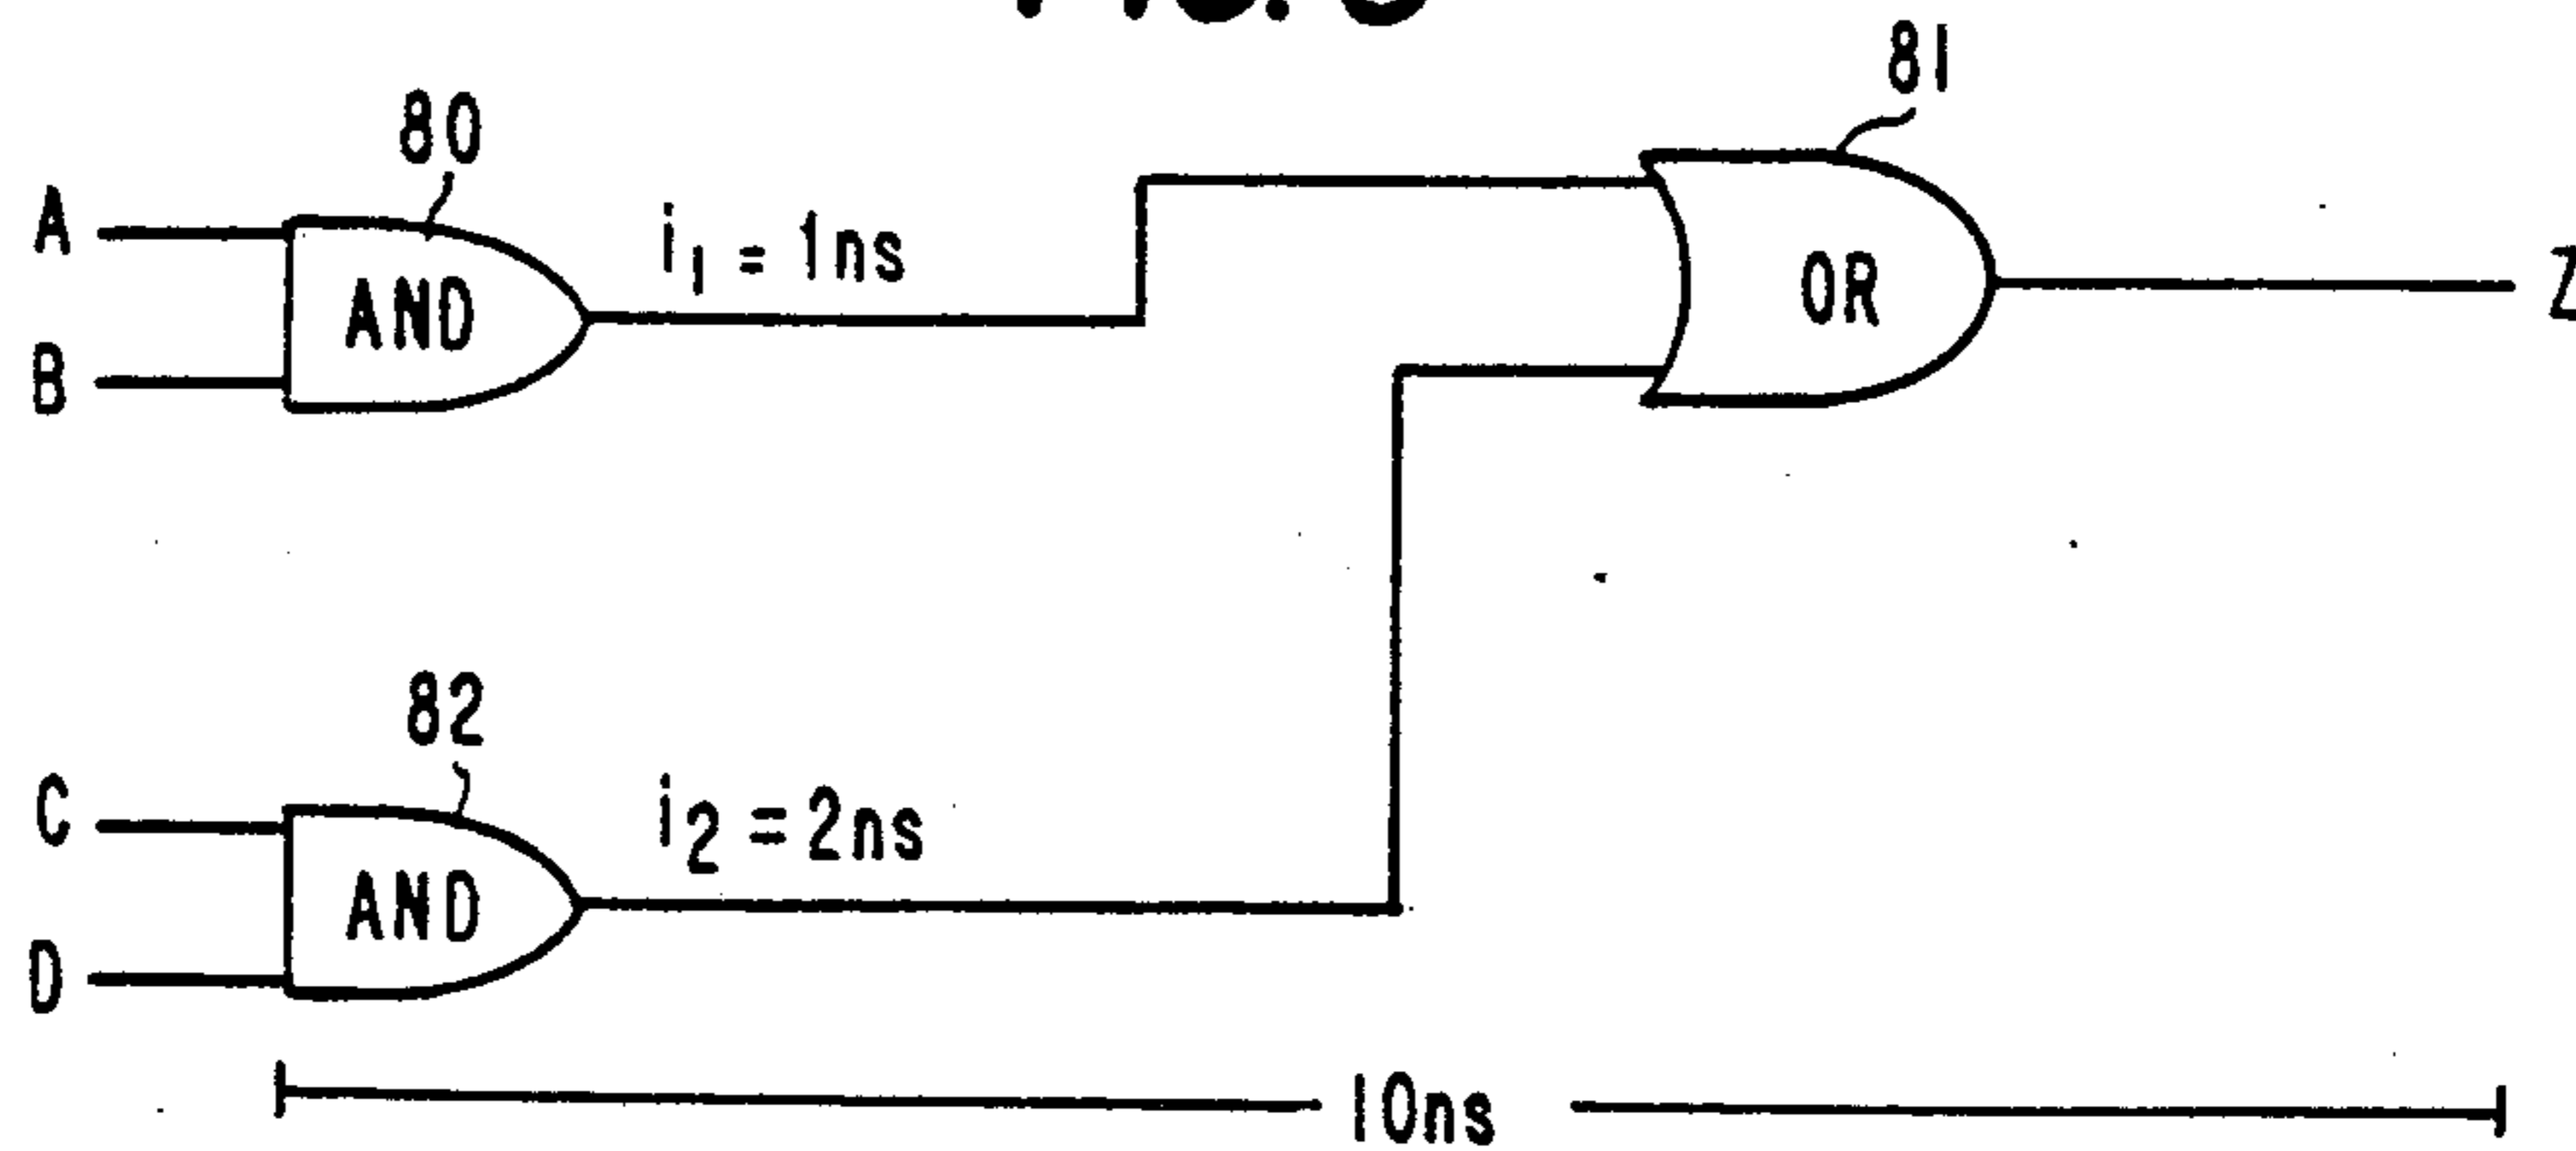 81
80
A
i1 = 1ns
AND
OR
Z
B
82
C
i2 = 2ns
AND
D
10ns